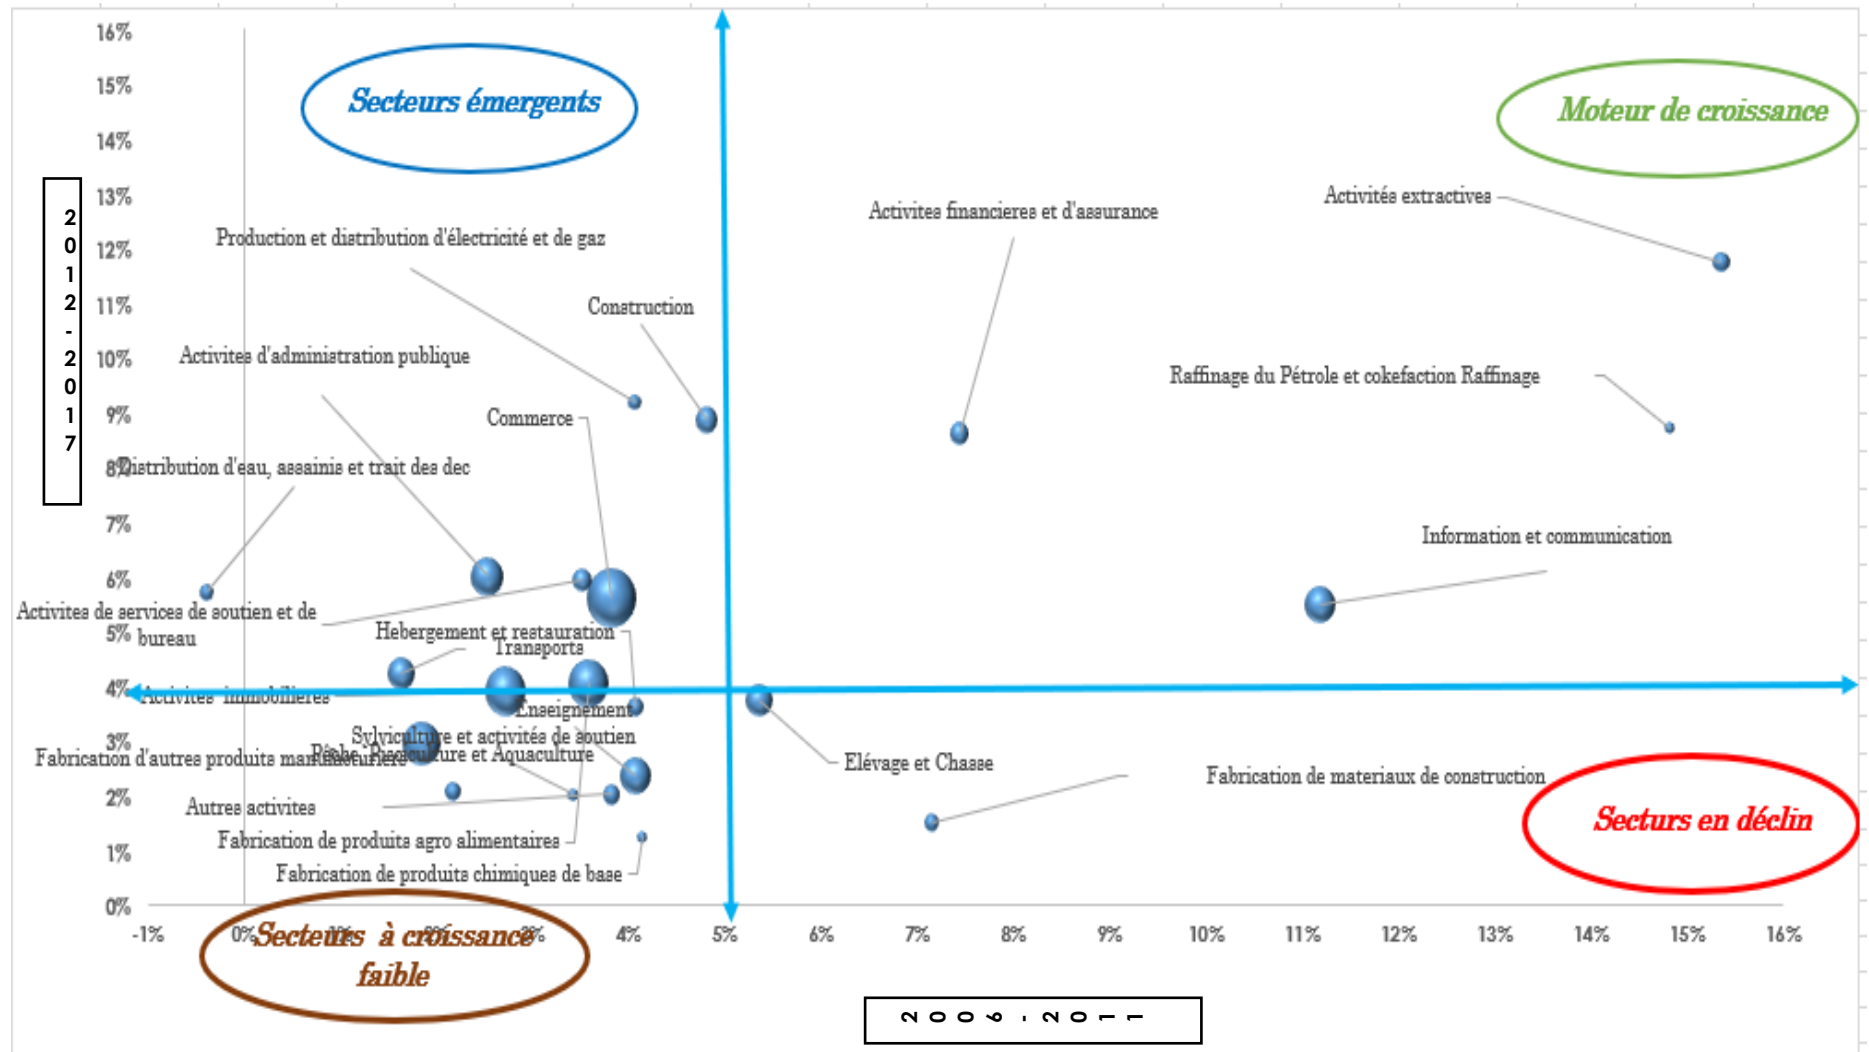 16%
15%
14%
13%
12%
11%
10%
9%
8%
7%
6%
5%
4%
3%
2%
1%
0%
2012-2017
Secteurs émergents
Moteur de croissance
Activités extractives
Activites financieres et d'assurance
Production et distribution d'électricité et de gaz
Construction
Activites d'administration publique
Raffinage du Pétrole et cokefaction Raffinage
Commerce
Distribution d'eau, assainis et trait des dec
Information et communication
Activites de services de soutien et de
bureau
Hebergement et restauration
Transports
Activites immobilieres
Enseignement
Sylviculture et activités de soutien
Pêche, Pisciculture et Aquaculture
Fabrication d'autres produits manufacturiers
Elévage et Chasse
Fabrication de materiaux de construction
Autres activites
Secturs en déclin
Fabrication de produits agro alimentaires
Fabrication de produits chimiques de base
-1% 0% 1% 2% 3% 4% 5% 6% 7% 8% 9% 10% 11% 12% 13% 14% 15% 16%
Secteurs à croissance
faible
2006-2011